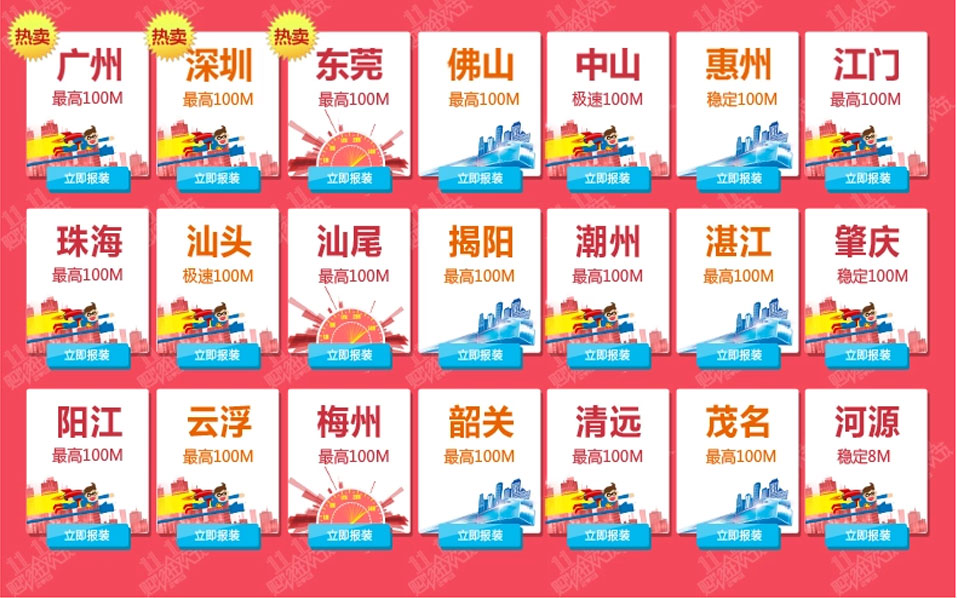 热卖 热卖 热卖
广州 深圳 东莞 佛山 中山 惠州 江门
最高100M 最高100M 最高100M 最高100M 极速100M 稳定100M 最高100M
立即报装 立即报装 立即报装 立即报装 立即报装 立即报装 立即报装
珠海 汕头 汕尾 揭阳 潮州 湛江 肇庆
最高100M 极速100M 最高100M 最高100M 最高100M 最高100M 稳定100M
立即报装 立即报装 立即报装 立即报装 立即报装 立即报装 立即报装
阳江 云浮 梅州 韶关 清远 茂名 河源
最高100M 最高100M 最高100M 最高100M 最高100M 最高100M 稳定8M
立即报装 立即报装 立即报装 立即报装 立即报装 立即报装 立即报装